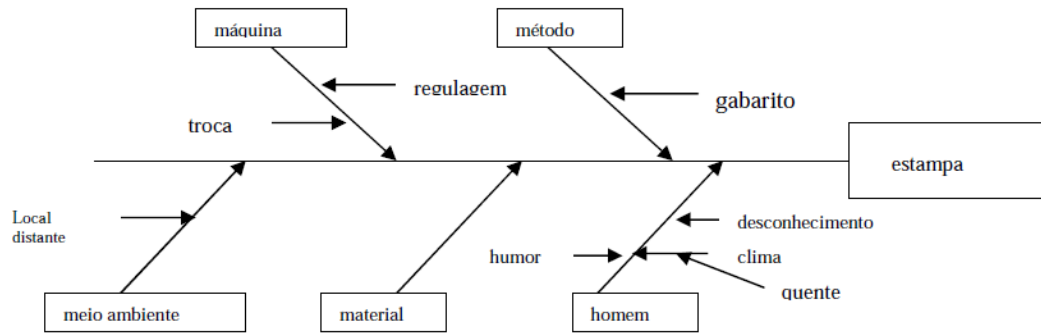 máquina
método
regulagem
gabarito
troca
estampa
Local
distante
desconhecimento
humor
clima
quente
meio ambiente
material
homem